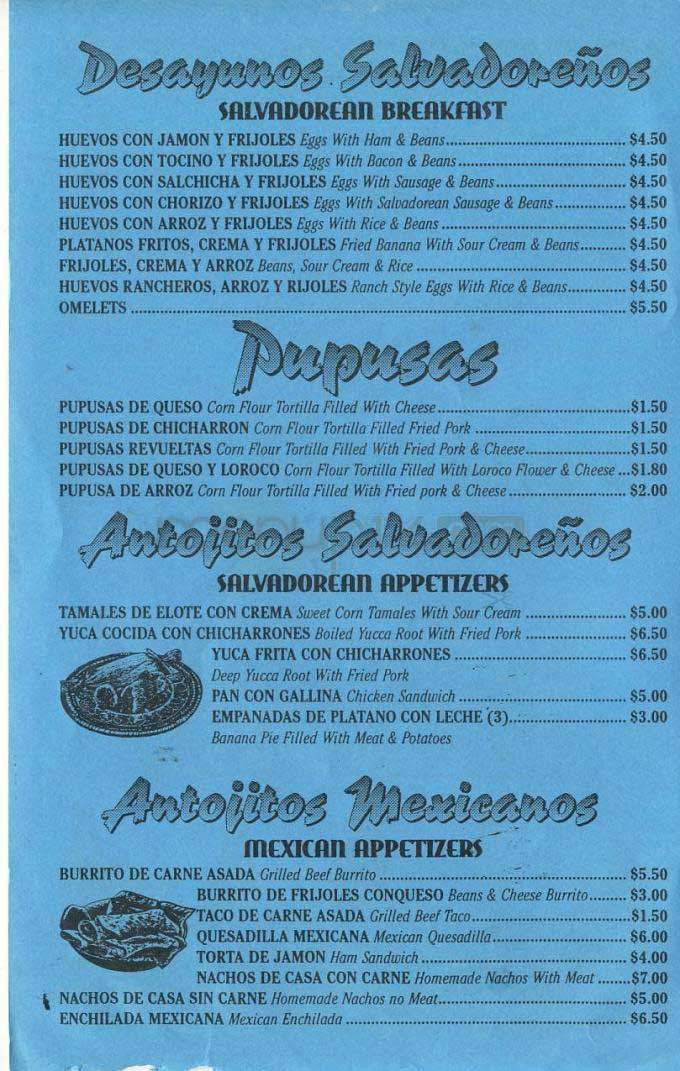 Desayunos Salvadoreños
SALVADOREAN BREAKFAST
HUEVOS CON JAMON Y FRIJOLES Eggs With Ham & Beans $4.50
HUEVOS CON TOCINO Y FRIJOLES Eggs With Bacon & Beans $4.50
HUEVOS CON SALCHICHA Y FRIJOLES Eggs With Sausage & Beans $4.50
HUEVOS CON CHORIZO Y FRIJOLES Eggs With Salvadorean Sausage & Beans $4.50
HUEVOS CON ARROZ Y FRIJOLES Eggs With Rice & Beans $4.50
PLATANOS FRITOS, CREMA Y FRIJOLES Fried Banana With Sour Cream & Beans $4.50
FRIJOLES, CREMA Y ARROZ Beans, Sour Cream & Rice $4.50
HUEVOS RANCHEROS, ARROZ Y RIJOLES Ranch Style Eggs With Rice & Beans $4.50
OMELETS $5.50
Pupusas
PUPUSAS DE QUESO Corn Flour Tortilla Filled With Cheese $1.50
PUPUSAS DE CHICHARRON Corn Flour Tortilla Filled Fried Pork $1.50
PUPUSAS REVUELTAS Corn Flour Tortilla Filled With Fried Pork & Cheese $1.50
PUPUSAS DE QUESO Y LOROCO Corn Flour Tortilla Filled With Loroco Flower & Cheese $1.80
PUPUSA DE ARROZ Corn Flour Tortilla Filled With Fried pork & Cheese $2.00
Antojitos Salvadoreños
SALVADOREAN APPETIZERS
TAMALES DE ELOTE CON CREMA Sweet Corn Tamales With Sour Cream $5.00
YUCA COCIDA CON CHICHARRONES Boiled Yucca Root With Fried Pork $6.50
YUCA FRITA CON CHICHARRONES $6.50
Deep Yucca Root With Fried Pork
PAN CON GALLINA Chicken Sandwich $5.00
EMPANADAS DE PLATANO CON LECHE (3) $3.00
Banana Pie Filled With Meat & Potatoes
Antojitos Mexicanos
MEXICAN APPETIZERS
BURRITO DE CARNE ASADA Grilled Beef Burrito $5.50
BURRITO DE FRIJOLES CONQUESO Beans & Cheese Burrito $3.00
TACO DE CARNE ASADA Grilled Beef Taco $1.50
QUESADILLA MEXICANA Mexican Quesadilla $6.00
TORTA DE JAMON Ham Sandwich $4.00
NACHOS DE CASA CON CARNE Homemade Nachos With Meat $7.00
NACHOS DE CASA SIN CARNE Homemade Nachos no Meat $5.00
ENCHILADA MEXICANA Mexican Enchilada $6.50